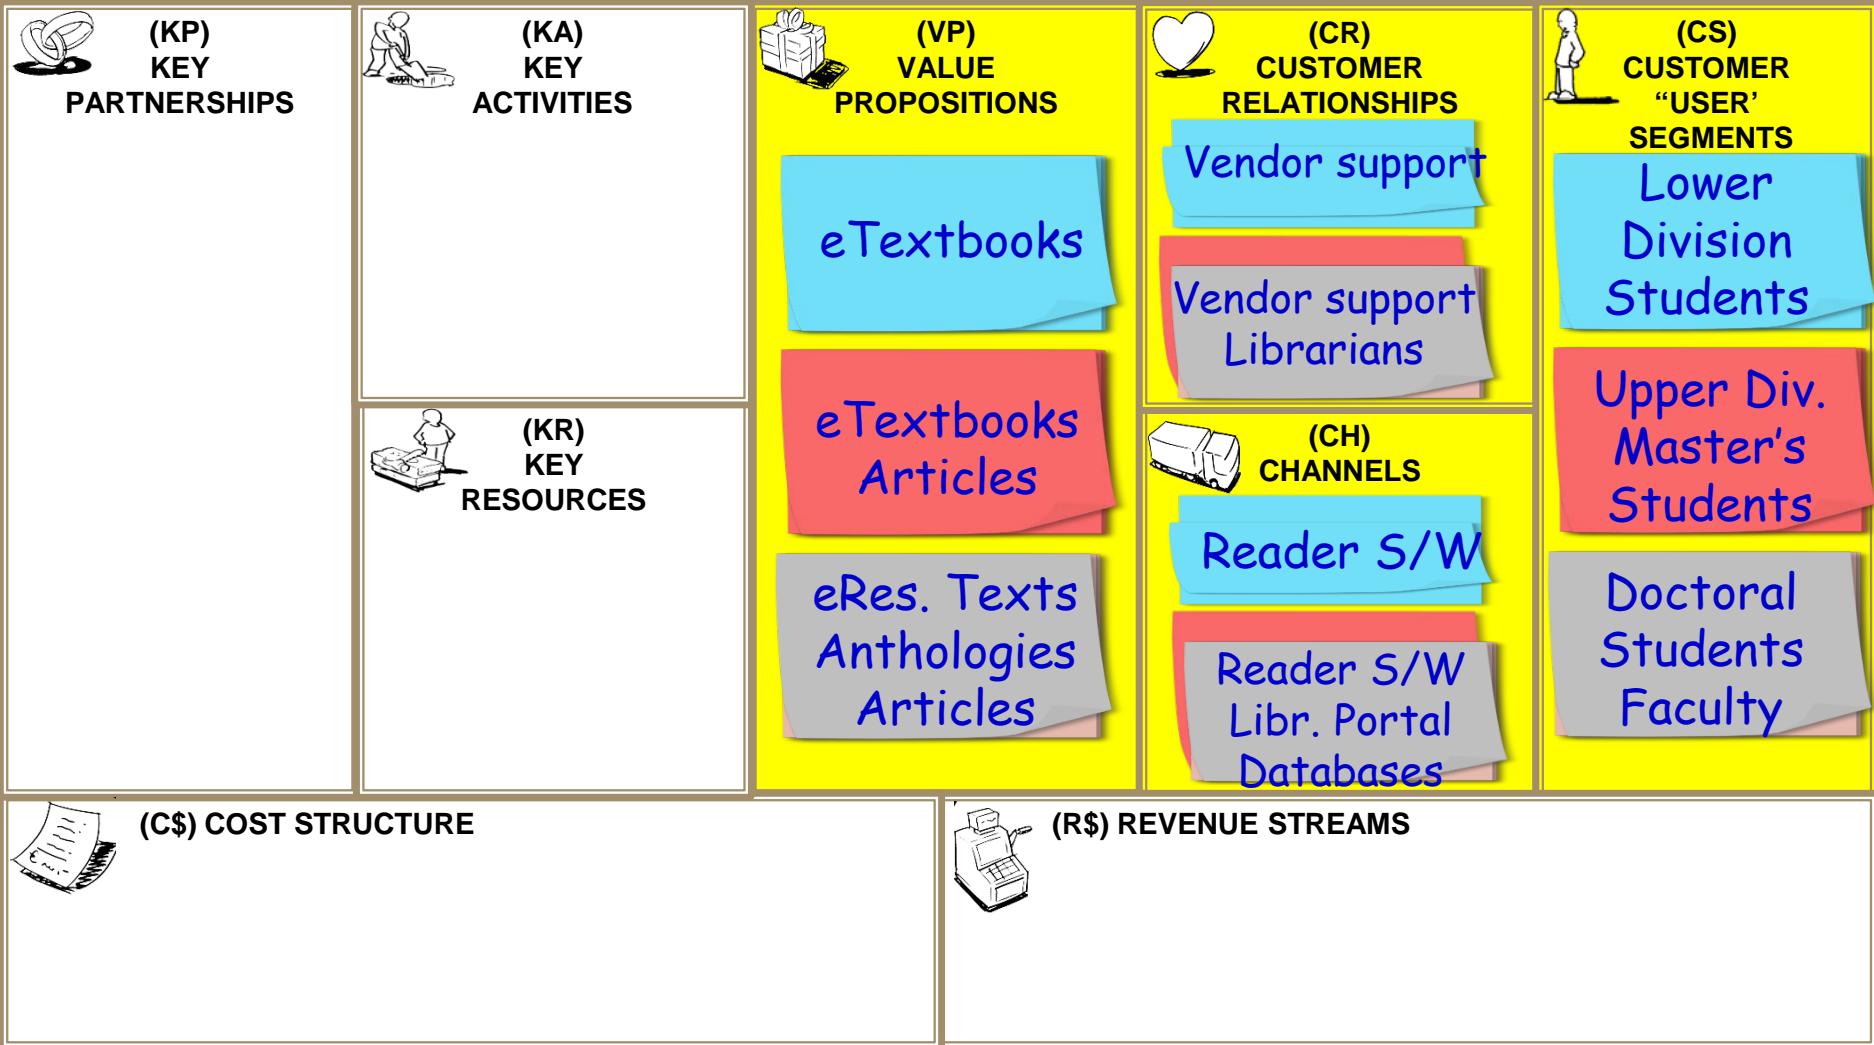 (KP)
KEY
PARTNERSHIPS
(KA)
KEY
ACTIVITIES
(KR)
KEY
RESOURCES
(VP)
VALUE
PROPOSITIONS
eTextbooks
eTextbooks
Articles
eRes. Texts
Anthologies
Articles
(CR)
CUSTOMER
RELATIONSHIPS
Vendor support
Vendor support
Librarians
(CH)
CHANNELS
Reader S/W
Reader S/W
Libr. Portal
Databases
(CS)
CUSTOMER
“USER’
SEGMENTS
Lower
Division
Students
Upper Div.
Master’s
Students
Doctoral
Students
Faculty
(C$) COST STRUCTURE
(R$) REVENUE STREAMS